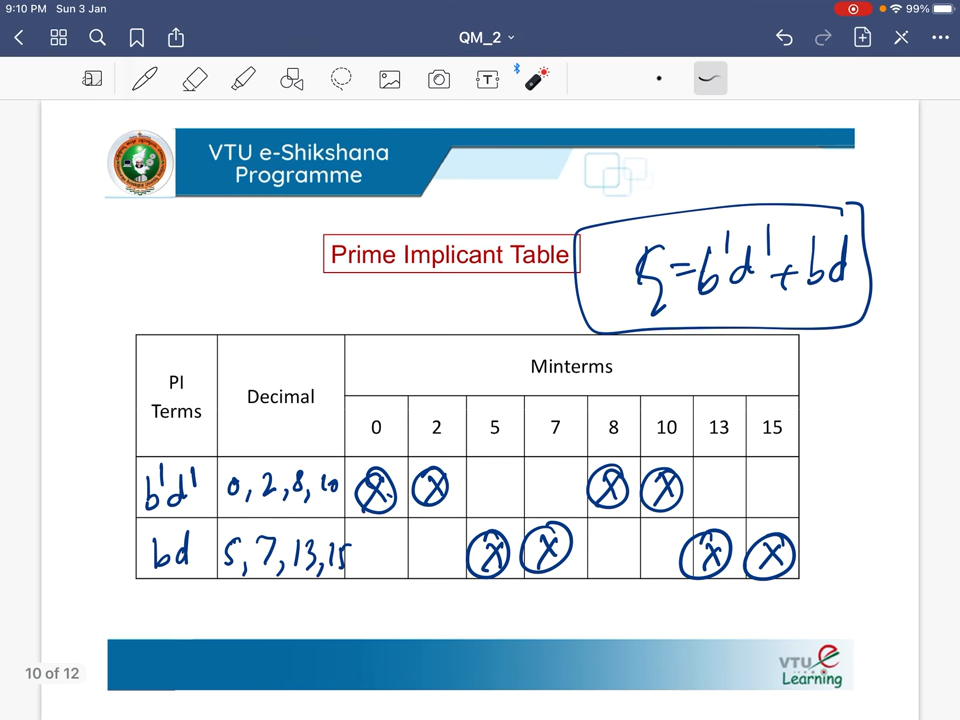 9:10 PM Sun 3 Jan 99%
QM_2
T
VTU e-Shikshana
Programme
Prime Implicant Table
= b'd' + bd
PI Terms Decimal Minterms
0 2 5 7 8 10 13 15
b'd' 0, 2, 8, 10 X X X X
bd 5, 7, 13, 15 X X X X
10 of 12
VTU e
Learning